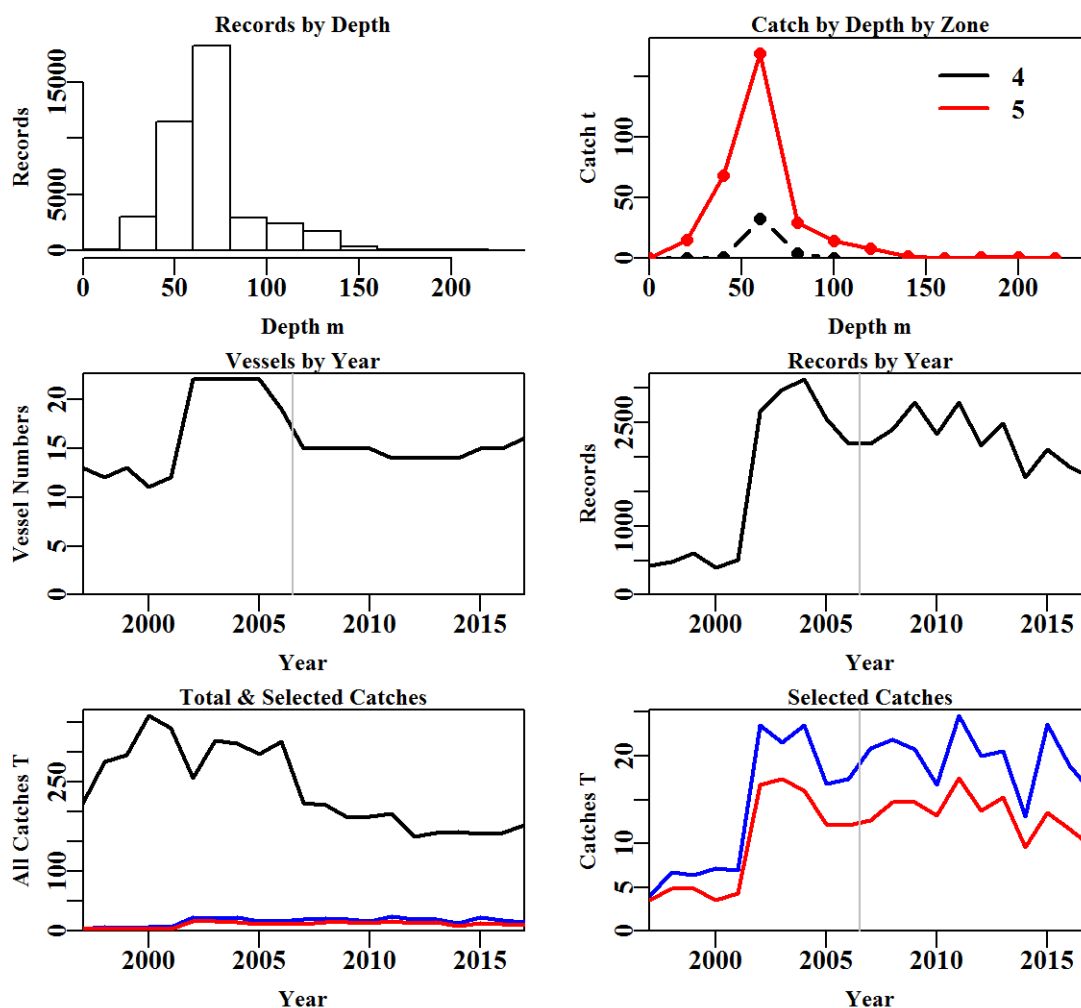 Records by Depth
Records
0 5000 15000
0 50 100 150 200
Depth m
Catch by Depth by Zone
Catch t
0 50 100
0 50 100 150 200
Depth m
4
5
Vessels by Year
Vessel Numbers
0 5 10 15 20
2000 2005 2010 2015
Year
Records by Year
Records
0 1000 2500
2000 2005 2010 2015
Year
Total & Selected Catches
All Catches T
0 100 250
2000 2005 2010 2015
Year
Selected Catches
Catches T
0 5 10 20
2000 2005 2010 2015
Year